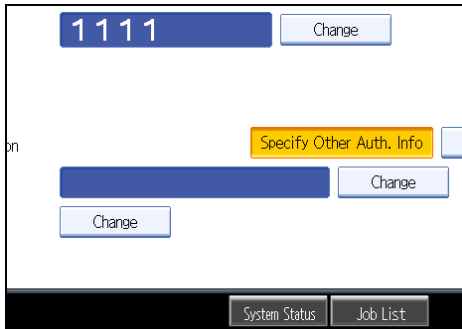 1111 Change
on Specify Other Auth. Info
Change
Change
System Status Job List